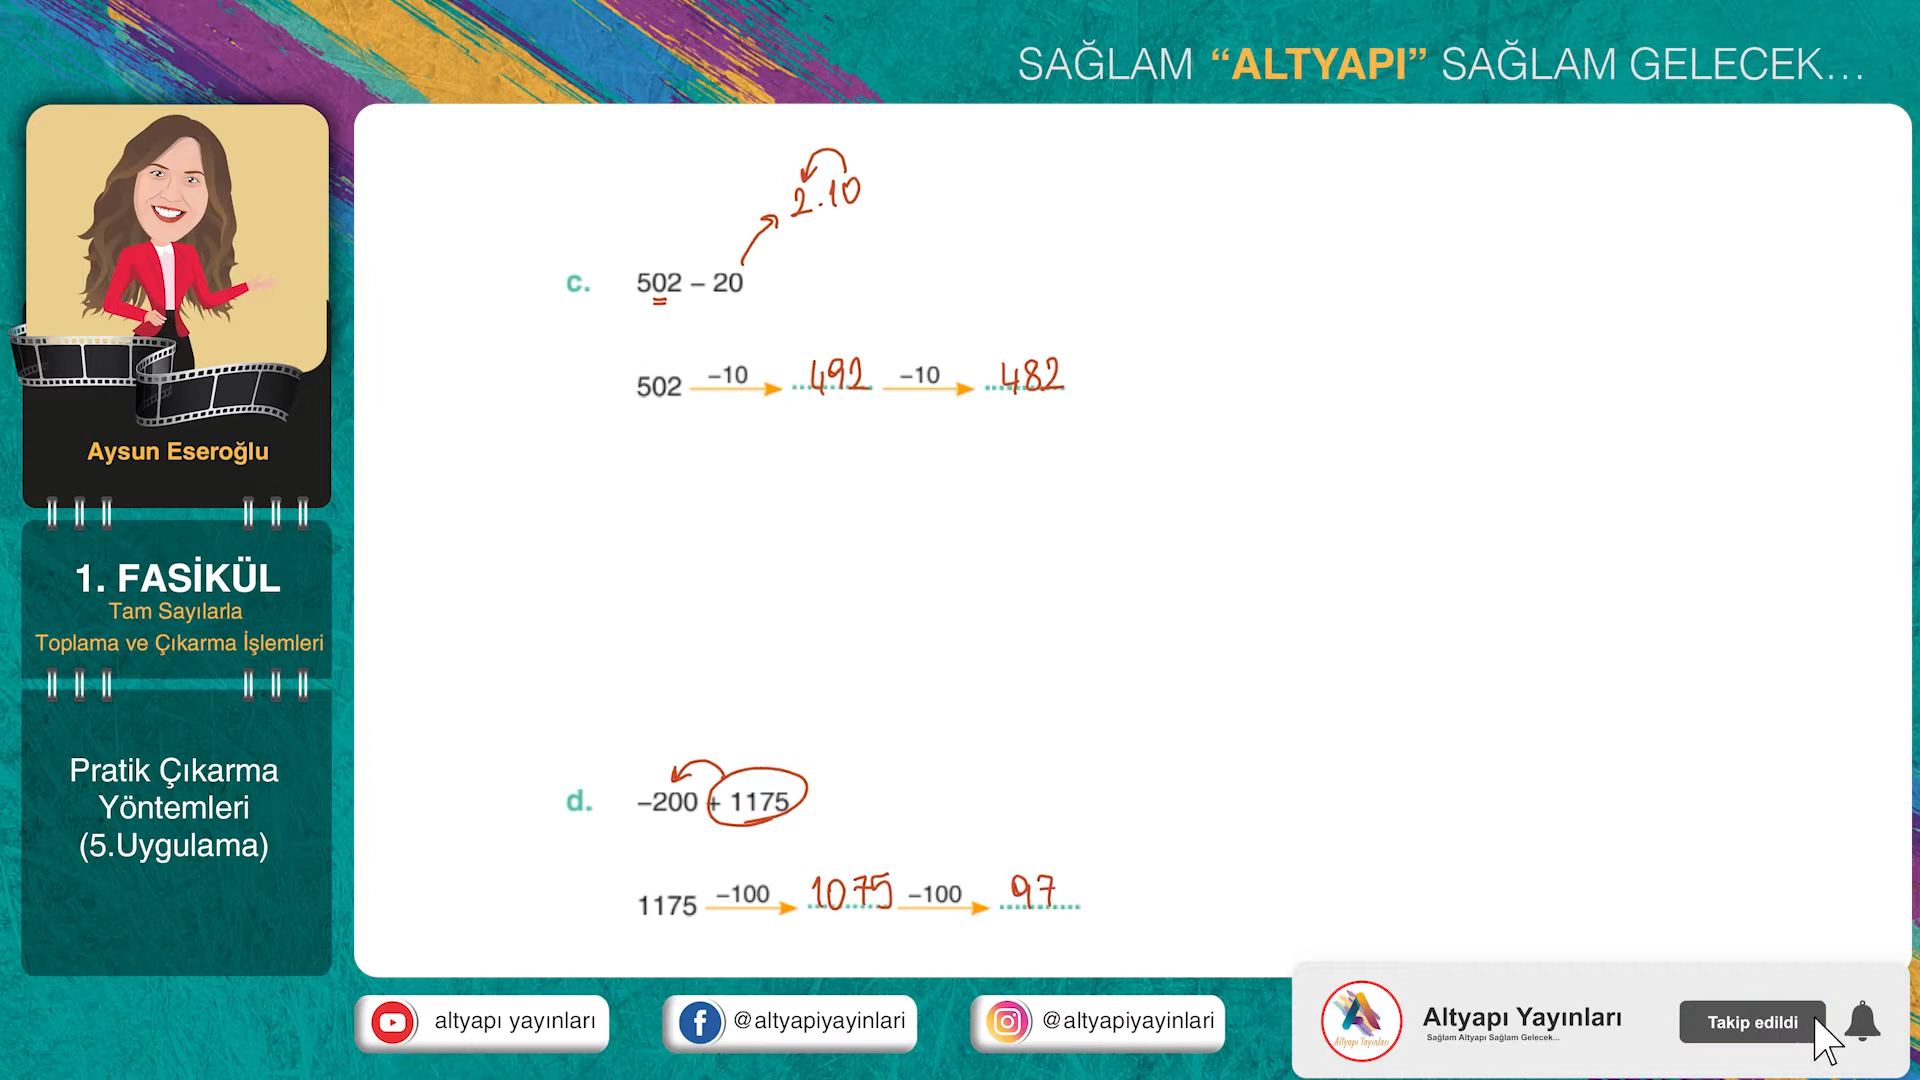 SAĞLAM “ALTYAPI” SAĞLAM GELECEK...
2.10
c. 502 – 20
502 –10 492 –10 482
Aysun Eseroğlu
1. FASİKÜL
Tam Sayılarla
Toplama ve Çıkarma İşlemleri
Pratik Çıkarma
Yöntemleri
(5.Uygulama)
d. –200 + 1175
1175 –100 1075 –100 97
altyapı yayınları
@altyapiyayinlari
@altyapiyayinlari
Altyapı Yayınları
Altyapı Yayınları
Sağlam Altyapı Sağlam Gelecek...
Takip edildi